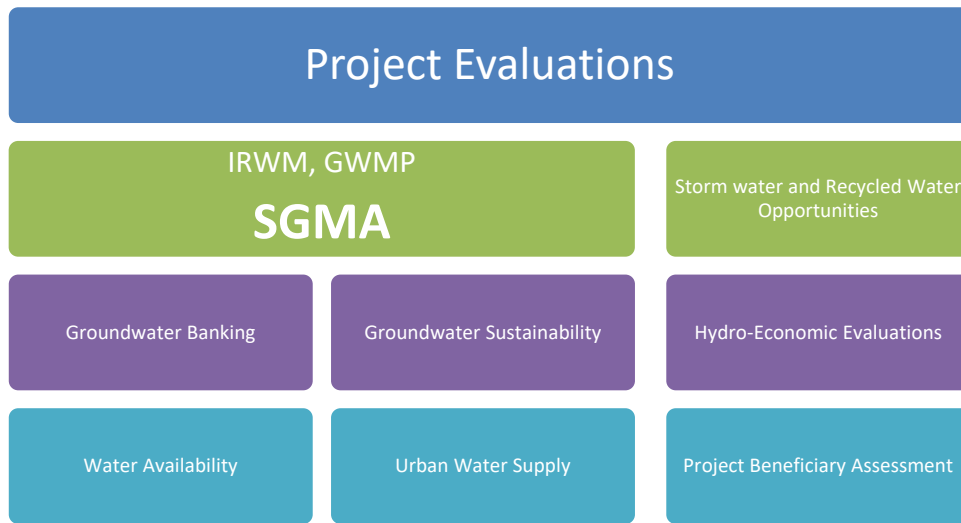 Project Evaluations
IRWM, GWMP
SGMA
Storm water and Recycled Water
Opportunities
Groundwater Banking
Groundwater Sustainability
Hydro-Economic Evaluations
Water Availability
Urban Water Supply
Project Beneficiary Assessment